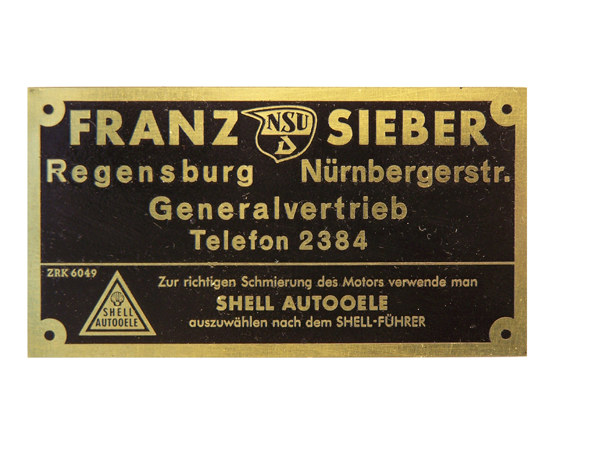 FRANZ NSU D SIEBER
Regensburg Nürnbergerstr.
Generalvertrieb
Telefon 2384
ZRK 6049
SHELL
AUTOOELE
Zur richtigen Schmierung des Motors verwende man
SHELL AUTOOELE
auszuwählen nach dem SHELL-FÜHRER